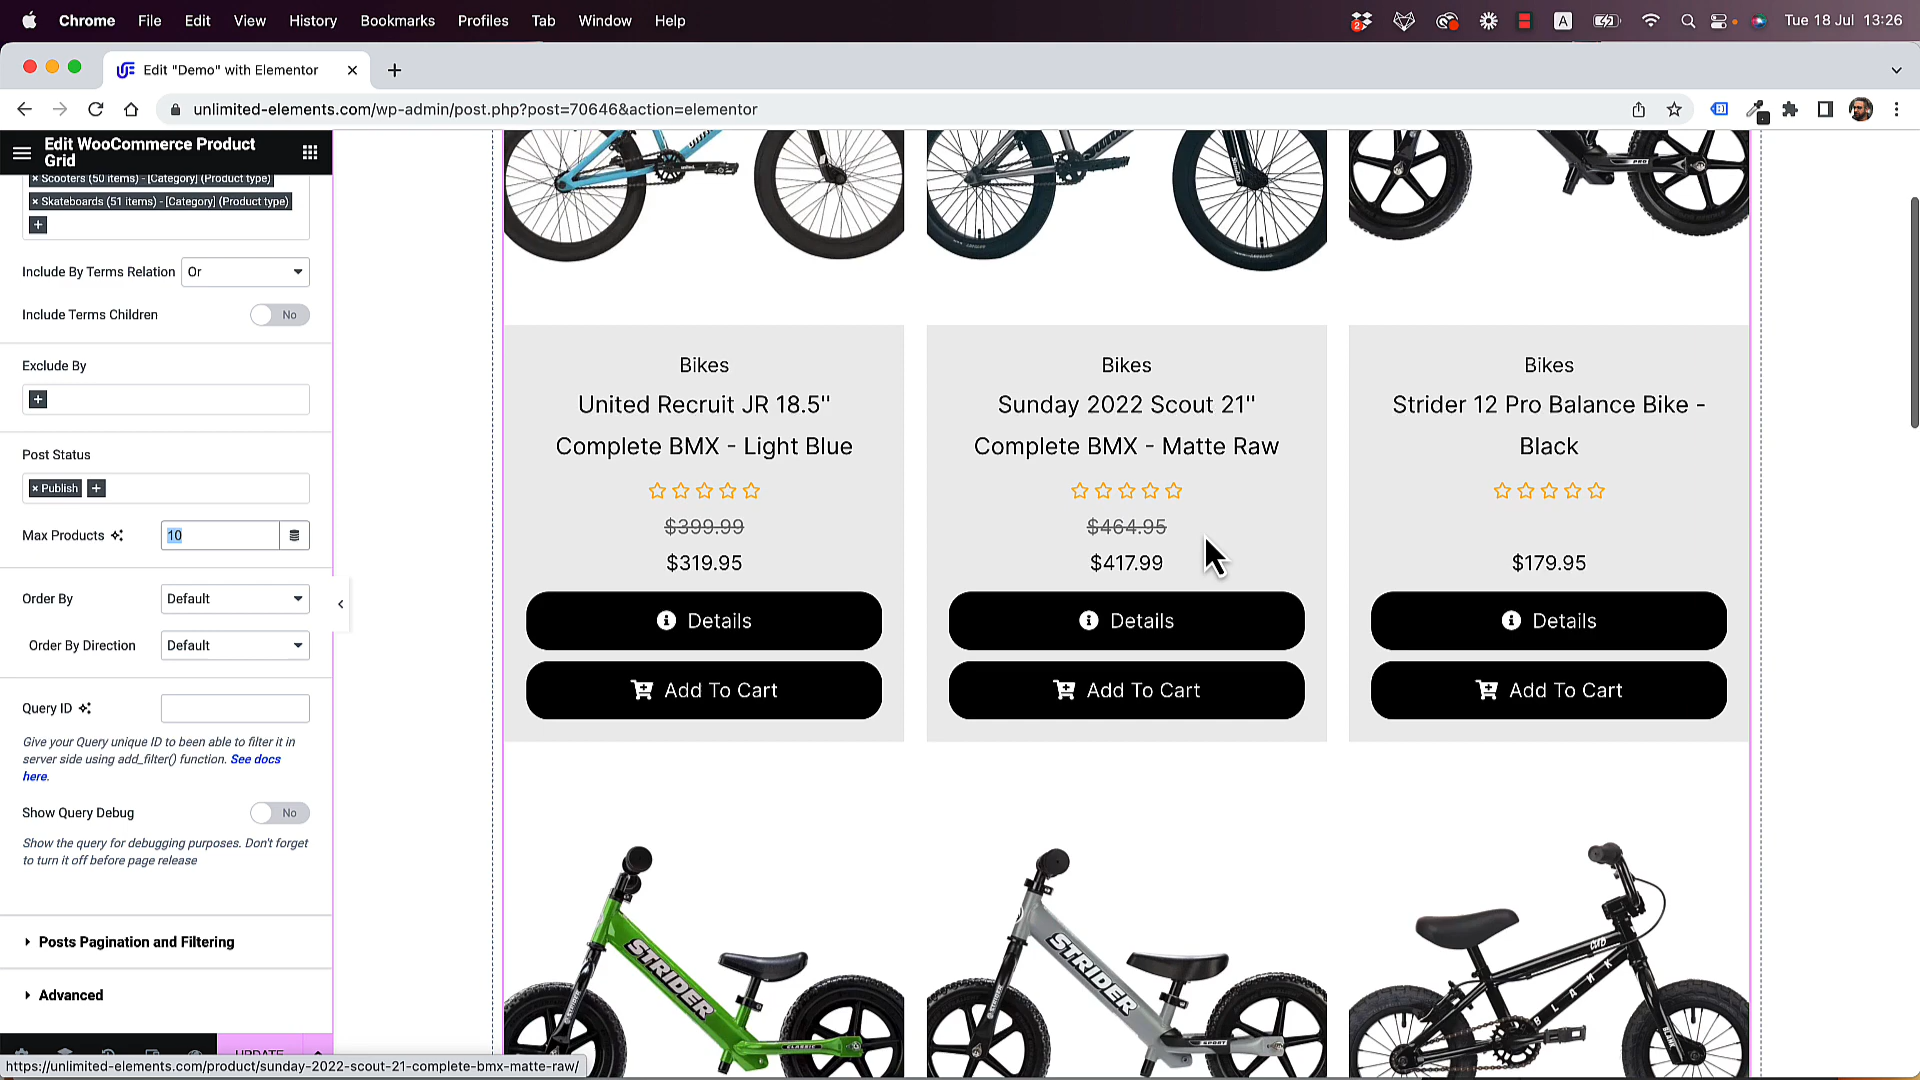 Chrome File Edit View History Bookmarks Profiles Tab Window Help
2 A Tue 18 Jul 13:26
Edit "Demo" with Elementor
unlimited-elements.com/wp-admin/post.php?post=70646&action=elementor
Edit WooCommerce Product
Grid
× Scooters (50 items) - [Category] (Product type)
× Skateboards (51 items) - [Category] (Product type)
+
Include By Terms Relation Or
Include Terms Children No
Exclude By
+
Post Status
× Publish +
Max Products 10
Order By Default
Order By Direction Default
Query ID
Give your Query unique ID to been able to filter it in
server side using add_filter() function. See docs
here.
Show Query Debug No
Show the query for debugging purposes. Don't forget
to turn it off before page release
Posts Pagination and Filtering
Advanced
UPDATE
https://unlimited-elements.com/product/sunday-2022-scout-21-complete-bmx-matte-raw/
PRO
Bikes
United Recruit JR 18.5''
Complete BMX - Light Blue
$399.99
$319.95
Details
Add To Cart
Bikes
Sunday 2022 Scout 21''
Complete BMX - Matte Raw
$464.95
$417.99
Details
Add To Cart
Bikes
Strider 12 Pro Balance Bike -
Black
$179.95
Details
Add To Cart
STRIDER
CLASSIC
STRIDER
SPORT
BLANK